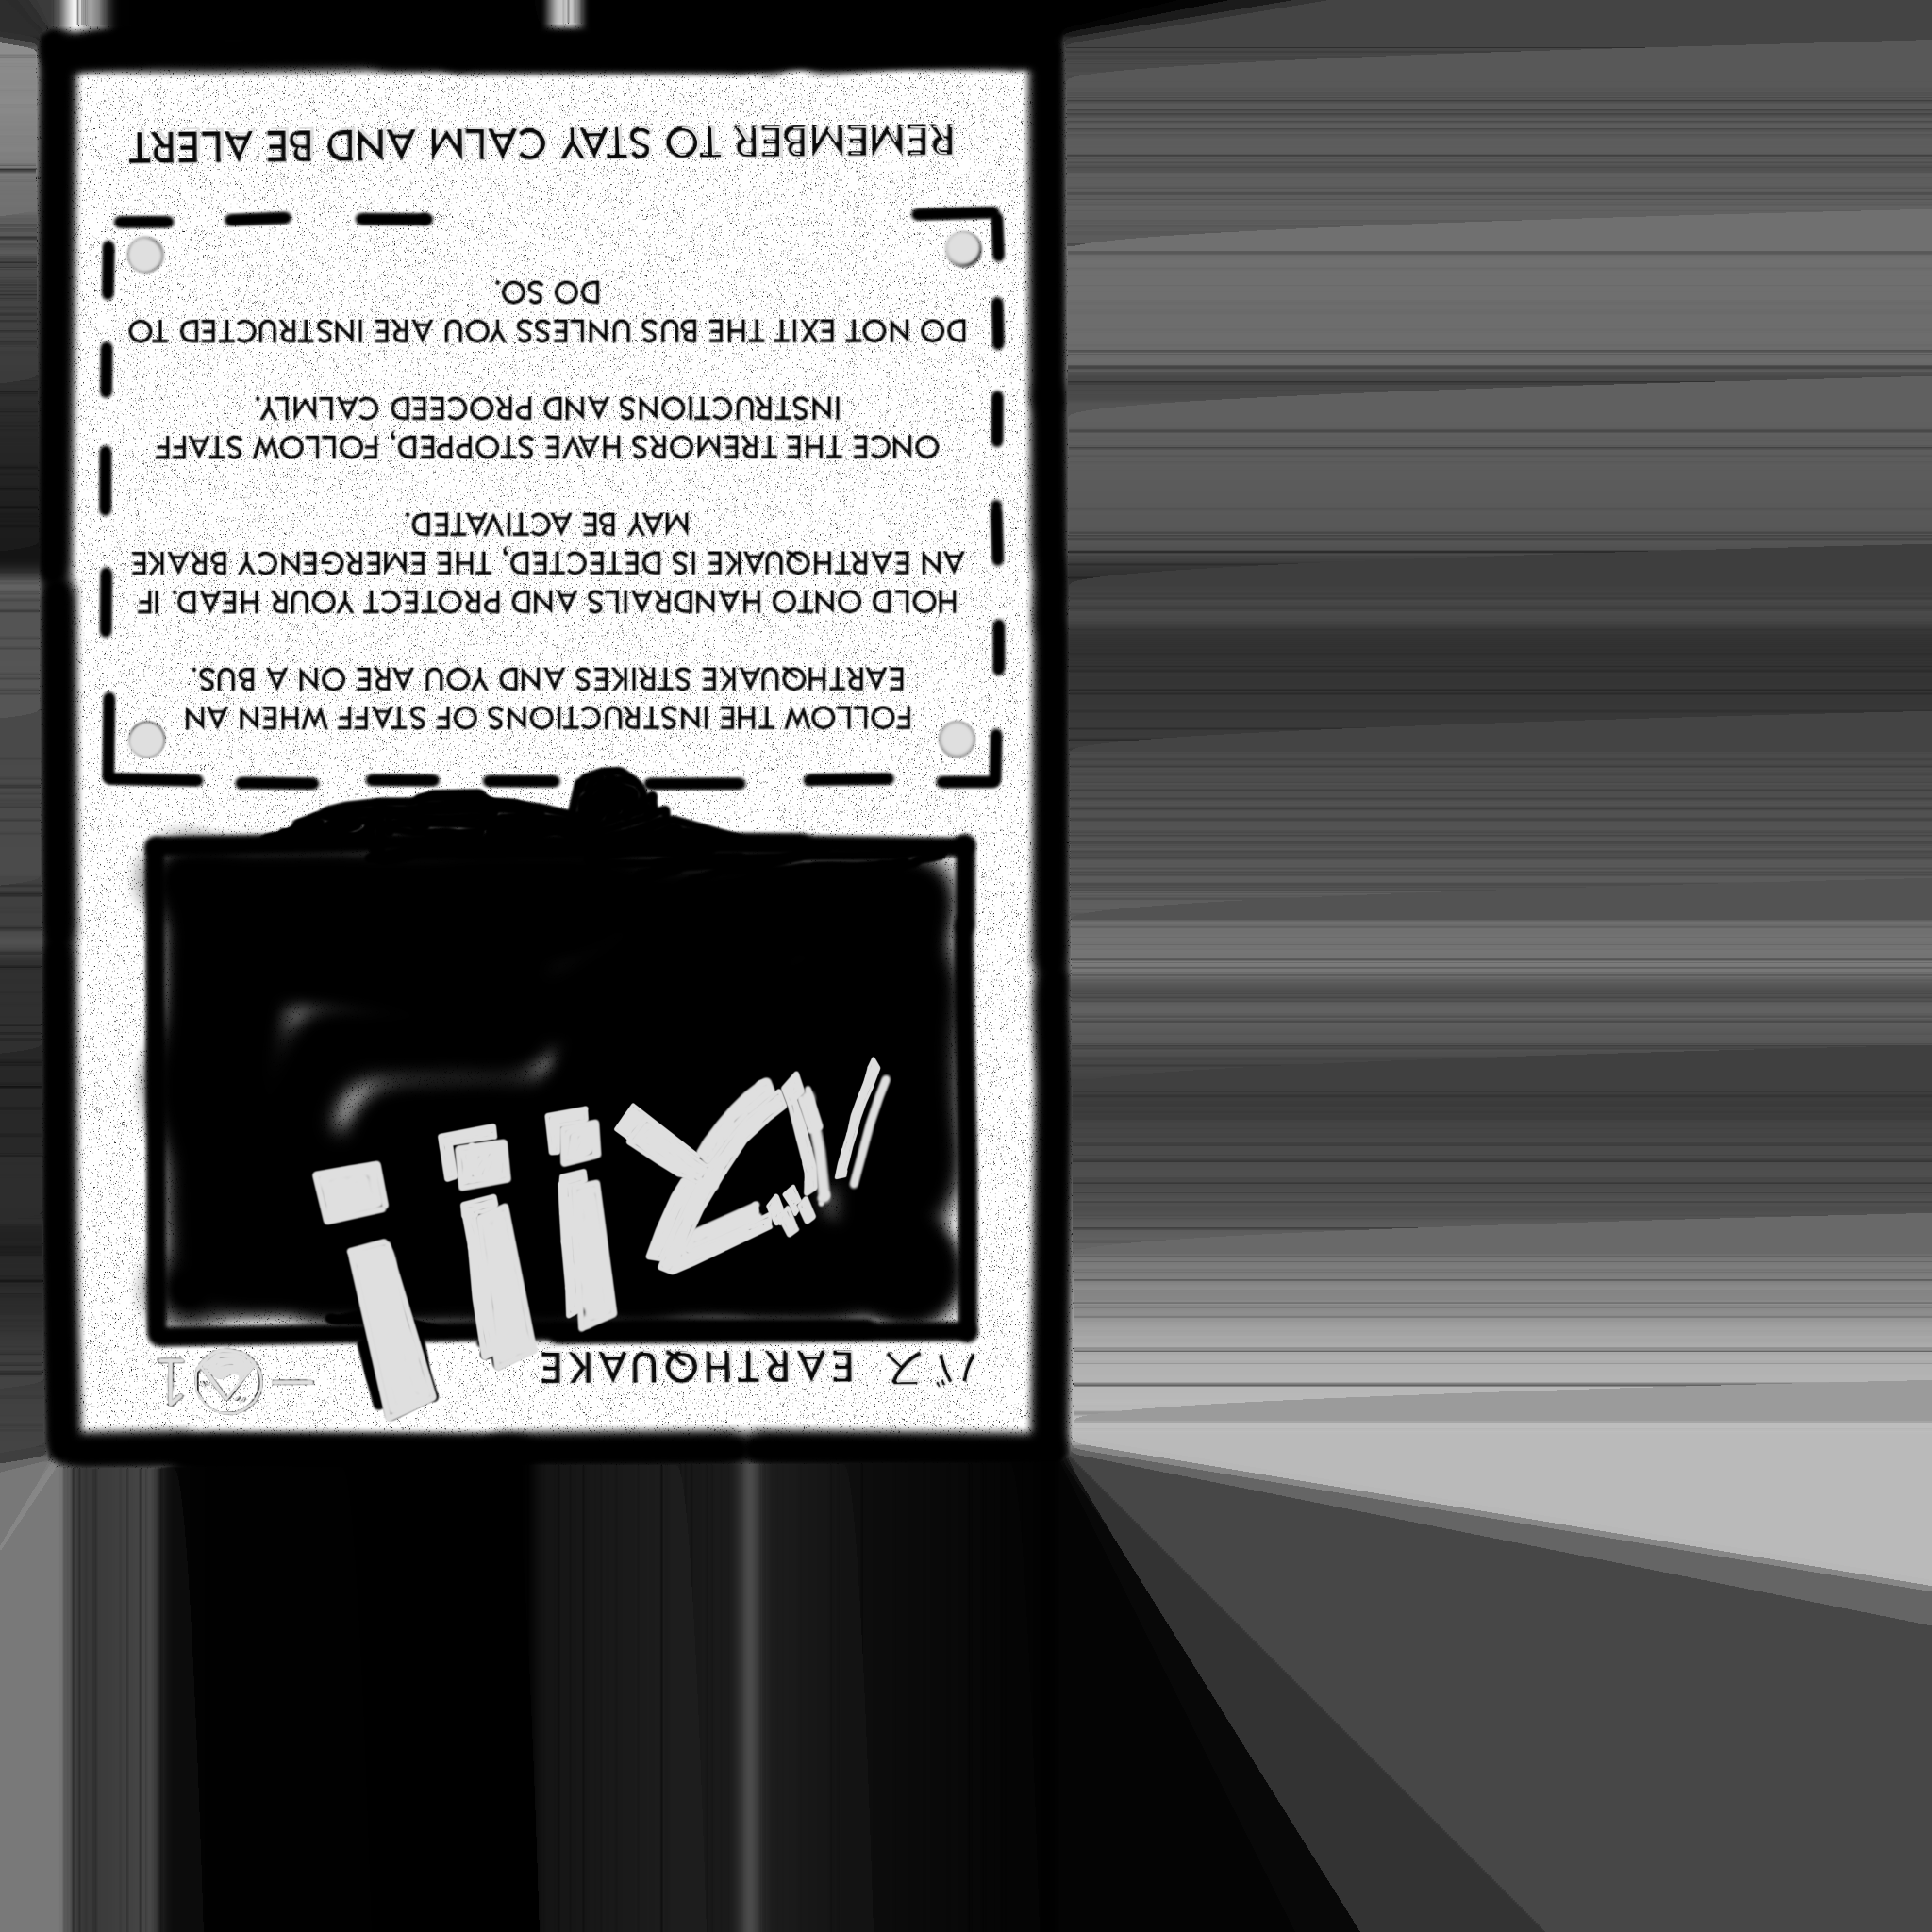 バス EARTHQUAKE
バス!!!
FOLLOW THE INSTRUCTIONS OF STAFF WHEN AN
EARTHQUAKE STRIKES AND YOU ARE ON A BUS.
HOLD ONTO HANDRAILS AND PROTECT YOUR HEAD. IF
AN EARTHQUAKE IS DETECTED, THE EMERGENCY BRAKE
MAY BE ACTIVATED.
ONCE THE TREMORS HAVE STOPPED, FOLLOW STAFF
INSTRUCTIONS AND PROCEED CALMLY.
DO NOT EXIT THE BUS UNLESS YOU ARE INSTRUCTED TO
DO SO.
REMEMBER TO STAY CALM AND BE ALERT